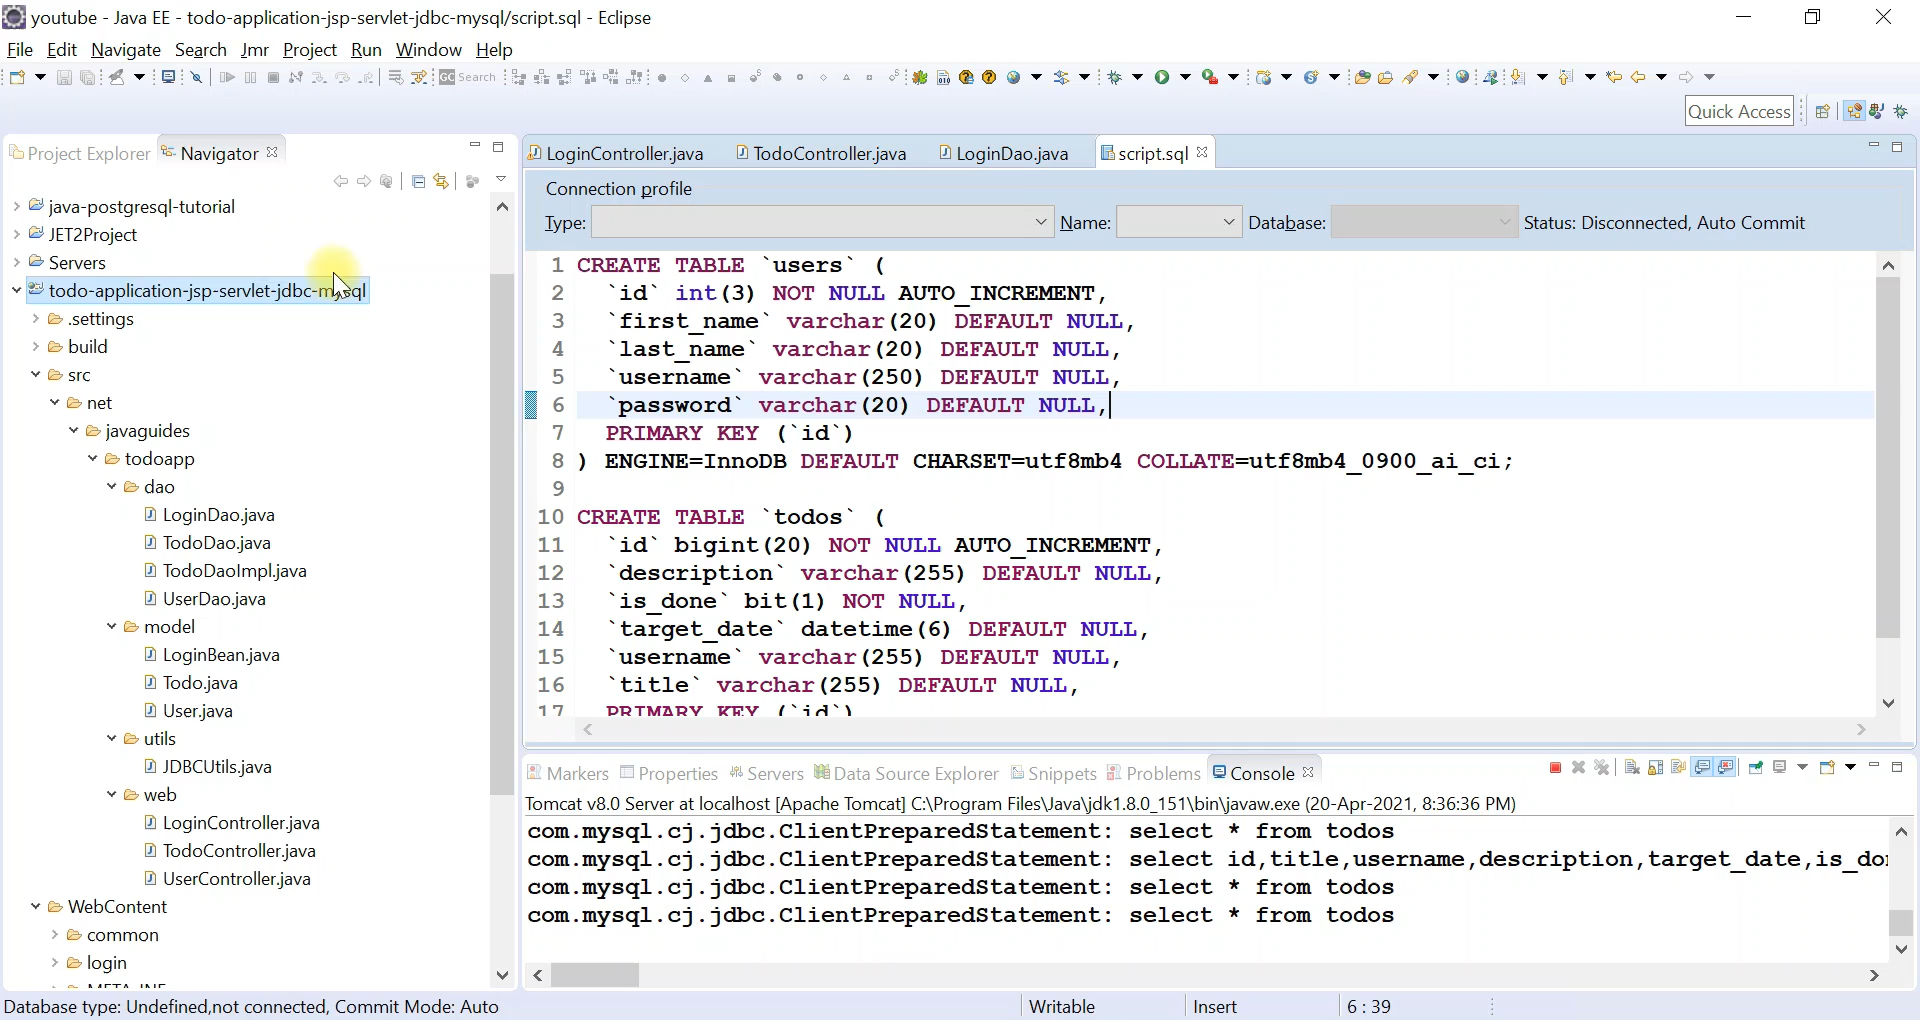 youtube - Java EE - todo-application-jsp-servlet-jdbc-mysql/script.sql - Eclipse
File Edit Navigate Search Jmr Project Run Window Help
GC Search
Quick Access
Project Explorer Navigator
java-postgresql-tutorial
JET2Project
Servers
todo-application-jsp-servlet-jdbc-mysql
.settings
build
src
net
javaguides
todoapp
dao
LoginDao.java
TodoDao.java
TodoDaoImpl.java
UserDao.java
model
LoginBean.java
Todo.java
User.java
utils
JDBCUtils.java
web
LoginController.java
TodoController.java
UserController.java
WebContent
common
login
META-INF
LoginController.java TodoController.java LoginDao.java script.sql
Connection profile
Type: Name: Database: Status: Disconnected, Auto Commit
1 CREATE TABLE `users` (
2 `id` int(3) NOT NULL AUTO_INCREMENT,
3 `first_name` varchar(20) DEFAULT NULL,
4 `last_name` varchar(20) DEFAULT NULL,
5 `username` varchar(250) DEFAULT NULL,
6 `password` varchar(20) DEFAULT NULL,
7 PRIMARY KEY (`id`)
8 ) ENGINE=InnoDB DEFAULT CHARSET=utf8mb4 COLLATE=utf8mb4_0900_ai_ci;
9
10 CREATE TABLE `todos` (
11 `id` bigint(20) NOT NULL AUTO_INCREMENT,
12 `description` varchar(255) DEFAULT NULL,
13 `is_done` bit(1) NOT NULL,
14 `target_date` datetime(6) DEFAULT NULL,
15 `username` varchar(255) DEFAULT NULL,
16 `title` varchar(255) DEFAULT NULL,
17 PRIMARY KEY (`id`)
Markers Properties Servers Data Source Explorer Snippets Problems Console
Tomcat v8.0 Server at localhost [Apache Tomcat] C:\Program Files\Java\jdk1.8.0_151\bin\javaw.exe (20-Apr-2021, 8:36:36 PM)
com.mysql.cj.jdbc.ClientPreparedStatement: select * from todos
com.mysql.cj.jdbc.ClientPreparedStatement: select id,title,username,description,target_date,is_do
com.mysql.cj.jdbc.ClientPreparedStatement: select * from todos
com.mysql.cj.jdbc.ClientPreparedStatement: select * from todos
Database type: Undefined,not connected, Commit Mode: Auto Writable Insert 6 : 39